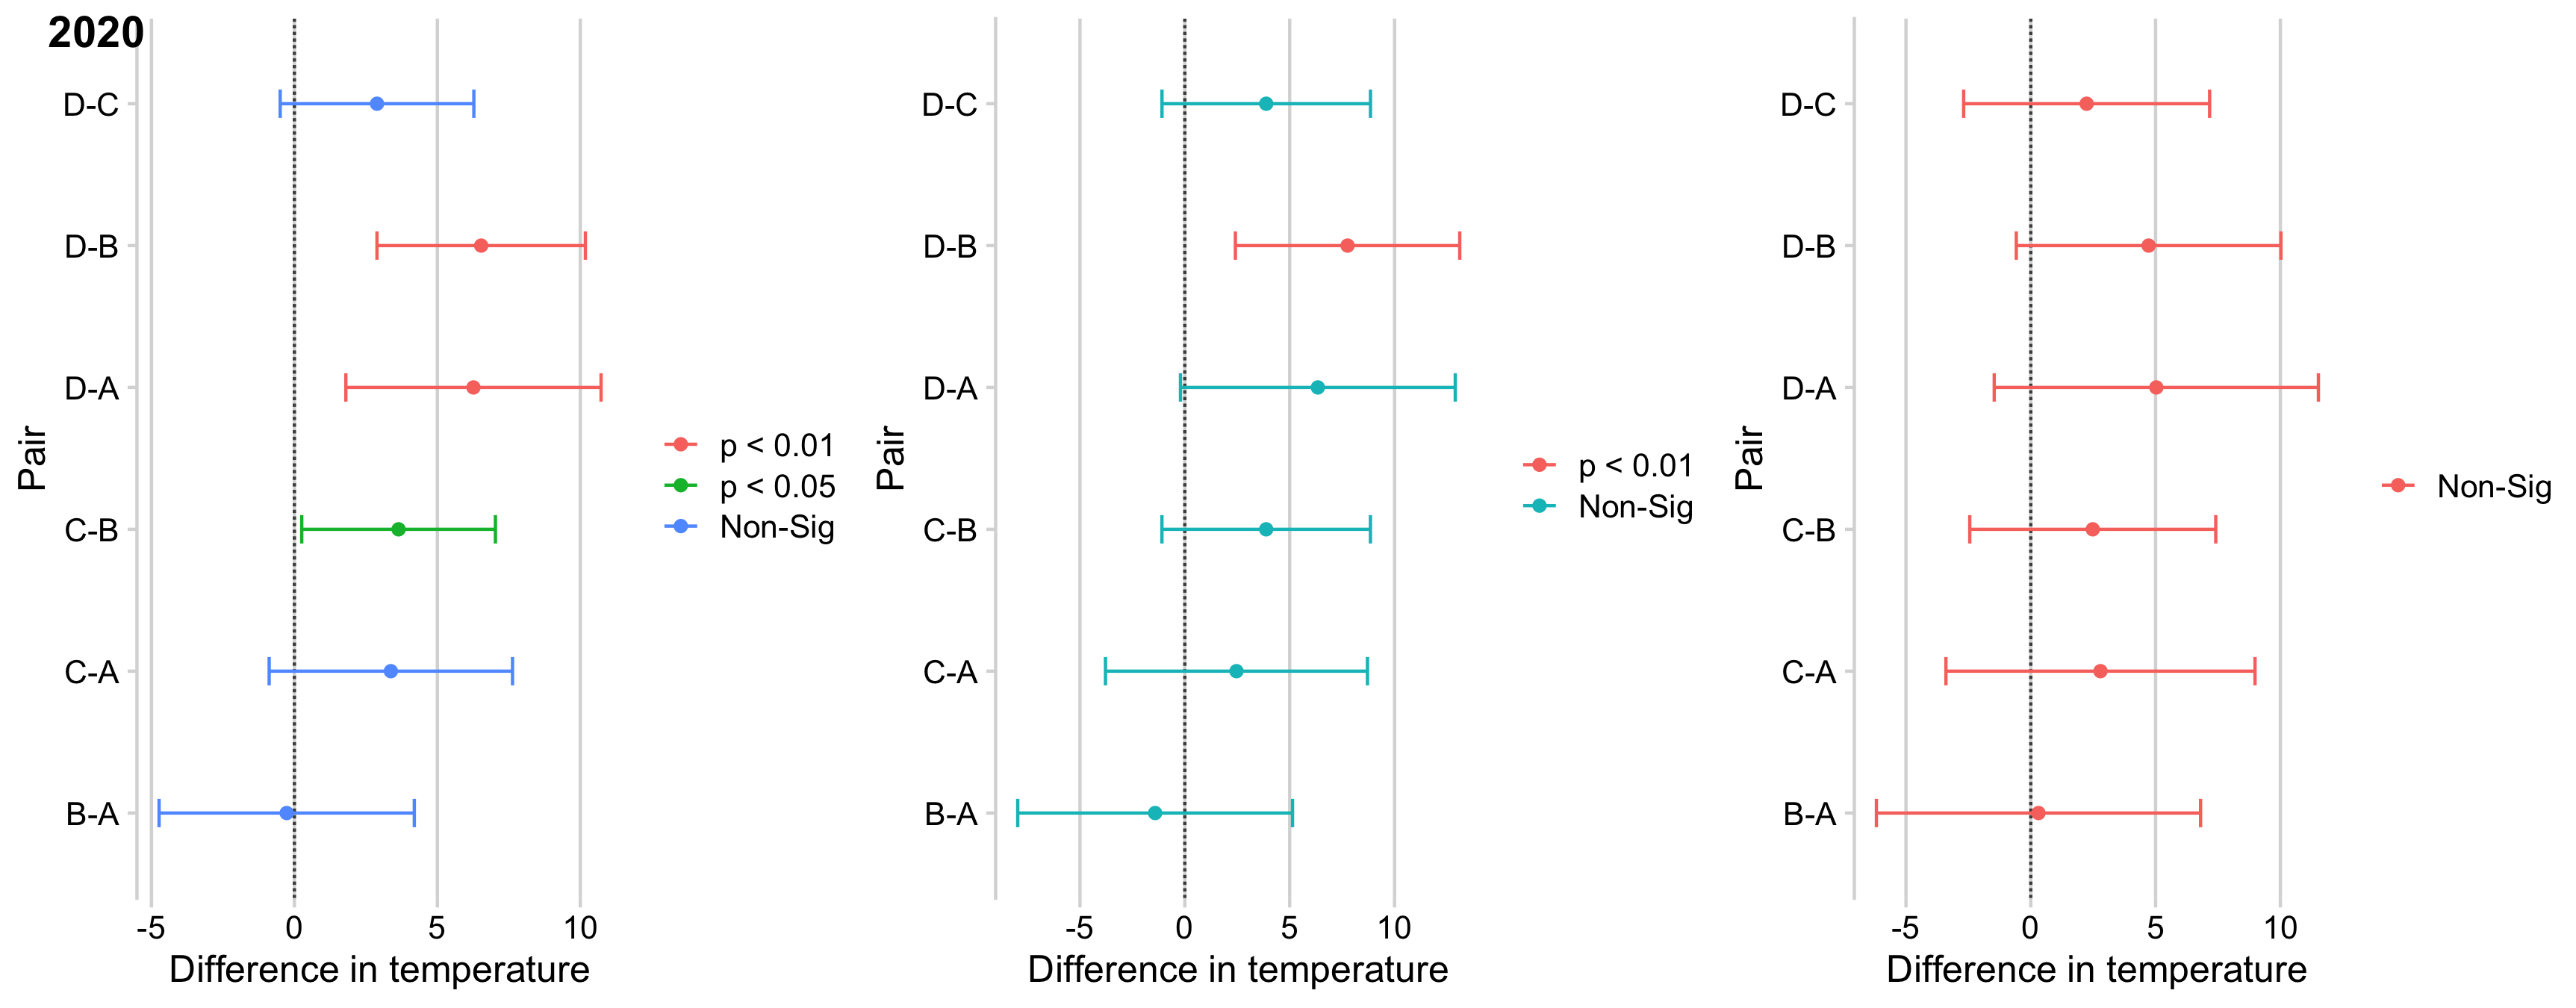 2020
Pair
D-C
D-B
D-A
C-B
C-A
B-A
-5 0 5 10
Difference in temperature
p < 0.01
p < 0.05
Non-Sig
Pair
D-C
D-B
D-A
C-B
C-A
B-A
-5 0 5 10
Difference in temperature
p < 0.01
Non-Sig
Pair
D-C
D-B
D-A
C-B
C-A
B-A
-5 0 5 10
Difference in temperature
Non-Sig